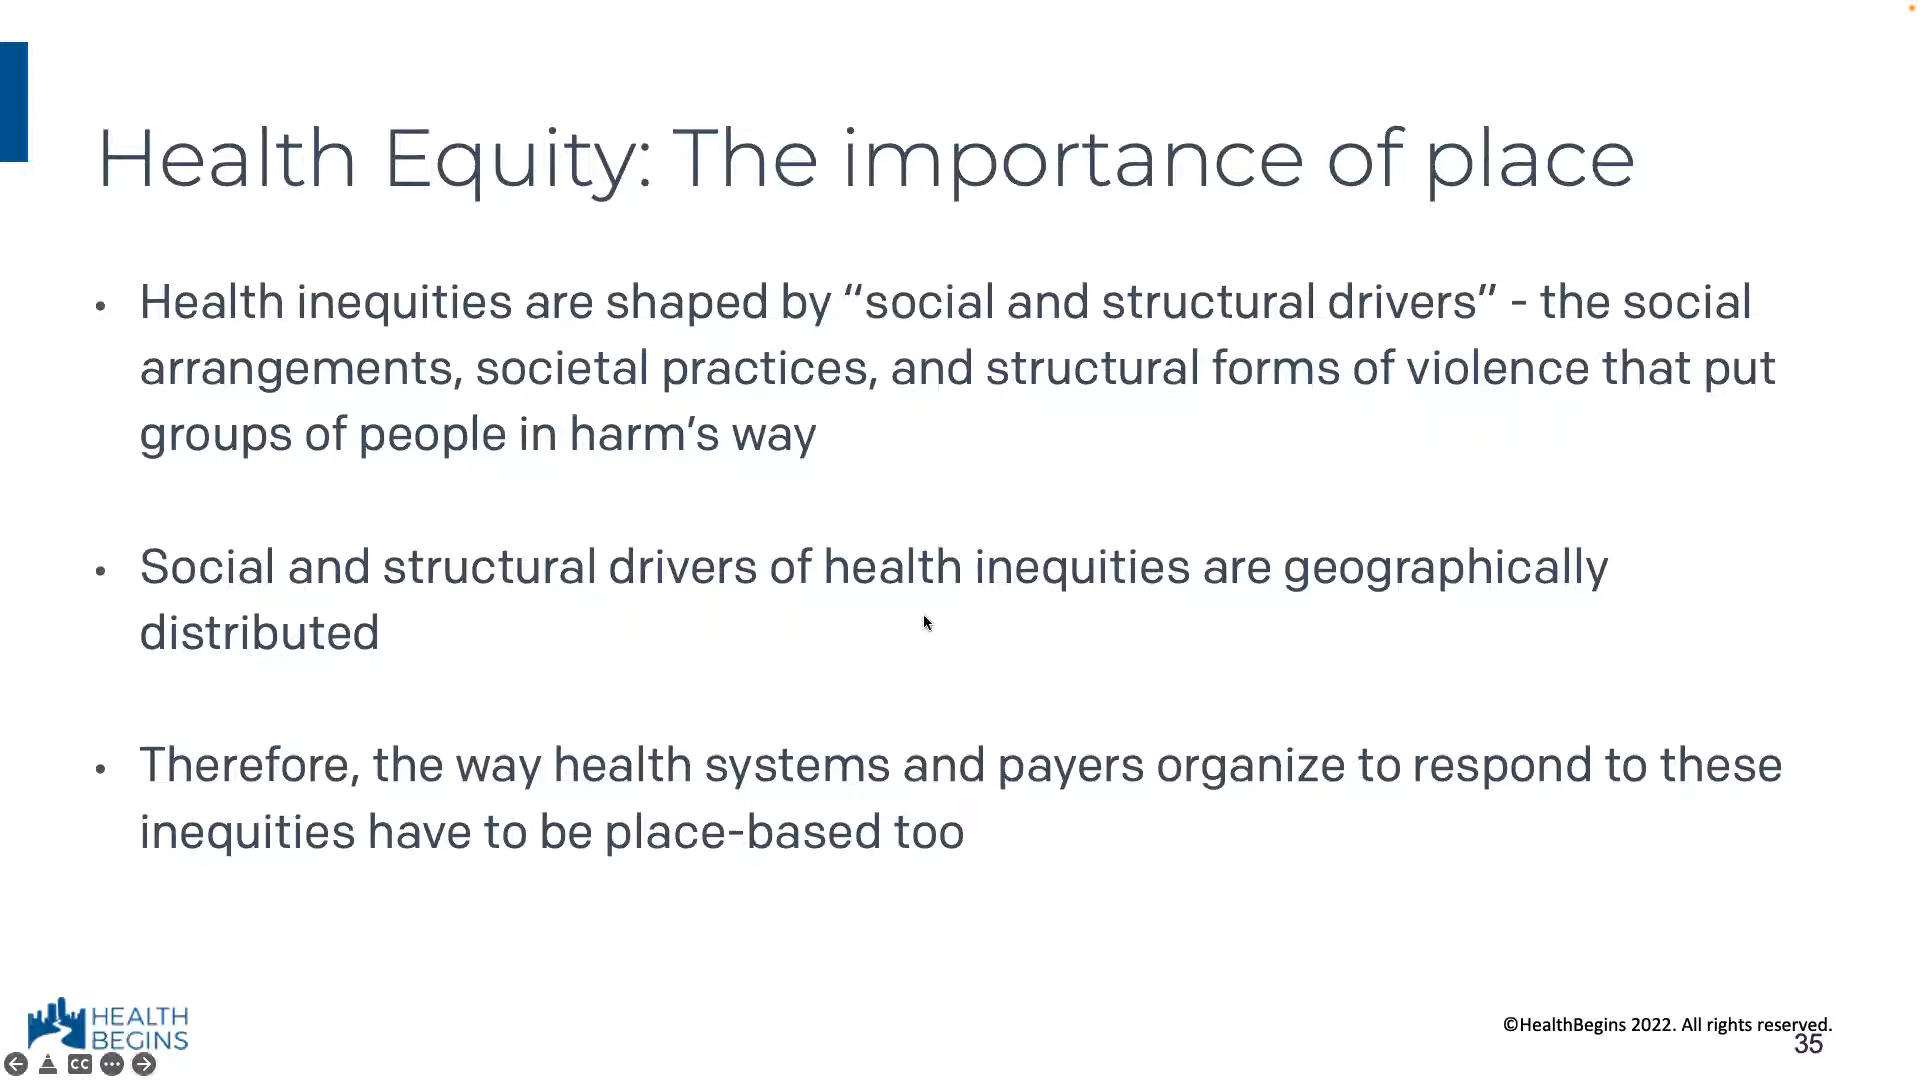 Health Equity: The importance of place
• Health inequities are shaped by “social and structural drivers” - the social
arrangements, societal practices, and structural forms of violence that put
groups of people in harm’s way
• Social and structural drivers of health inequities are geographically
distributed
• Therefore, the way health systems and payers organize to respond to these
inequities have to be place-based too
HEALTH
BEGINS
©HealthBegins 2022. All rights reserved.
35
CC